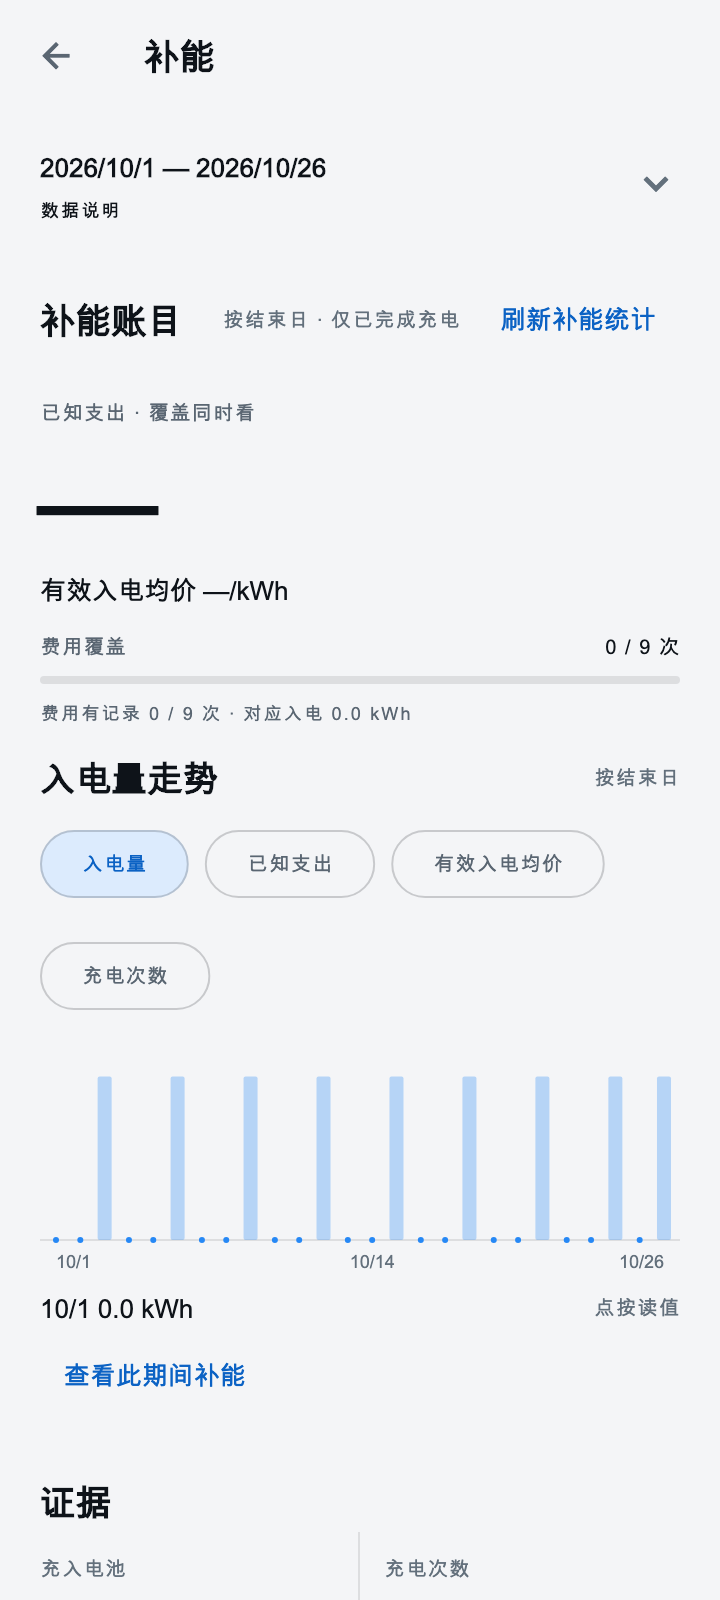 补能
2026/10/1 — 2026/10/26
数据说明
补能账目 按结束日 · 仅已完成充电 刷新补能统计
已知支出 · 覆盖同时看
—
有效入电均价 —/kWh
费用覆盖 0 / 9 次
费用有记录 0 / 9 次 · 对应入电 0.0 kWh
入电量走势 按结束日
入电量 已知支出 有效入电均价
充电次数
10/1 10/14 10/26
10/1 0.0 kWh 点按读值
查看此期间补能
证据
充入电池 充电次数